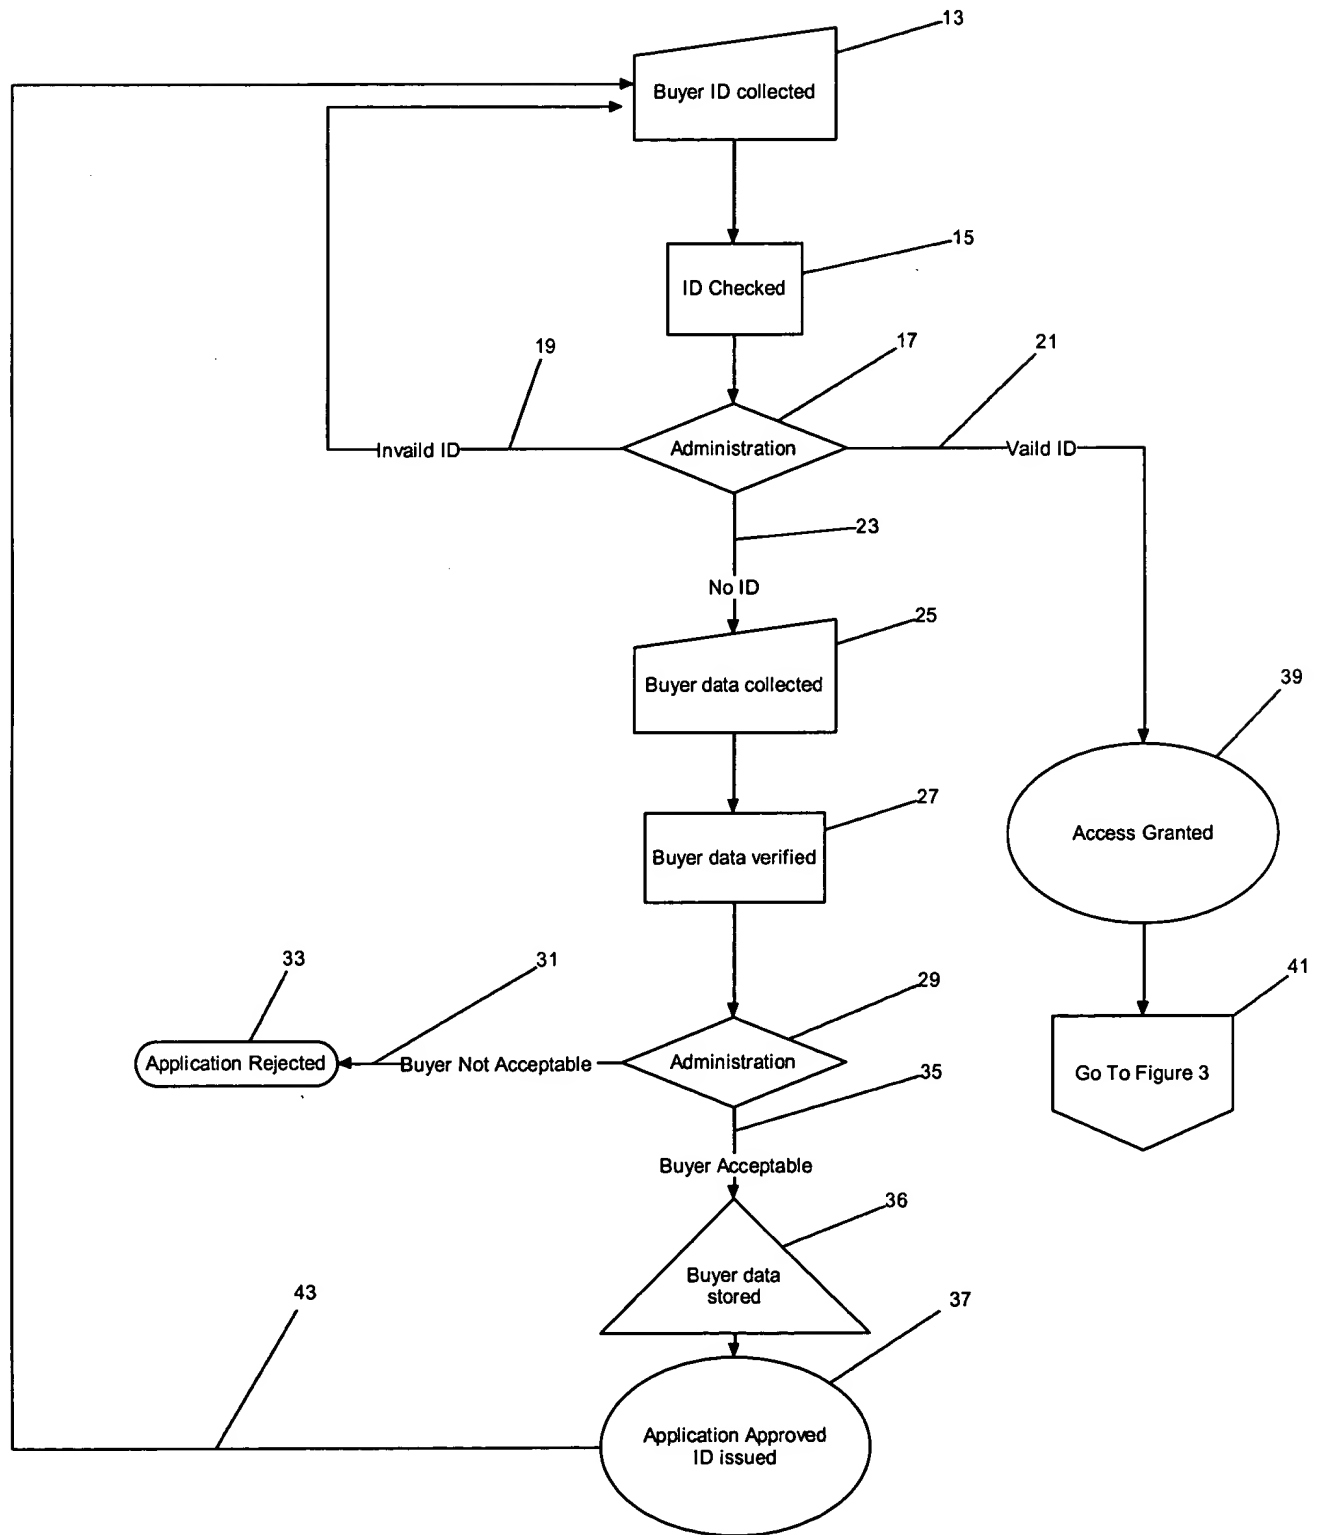 13
Buyer ID collected
15
ID Checked
19
17
21
Invaild ID
Administration
Vaild ID
23
No ID
25
Buyer data collected
39
27
Buyer data verified
Access Granted
33
31
29
41
Application Rejected
Buyer Not Acceptable
Administration
Go To Figure 3
35
Buyer Acceptable
36
Buyer data
stored
43
37
Application Approved
ID issued